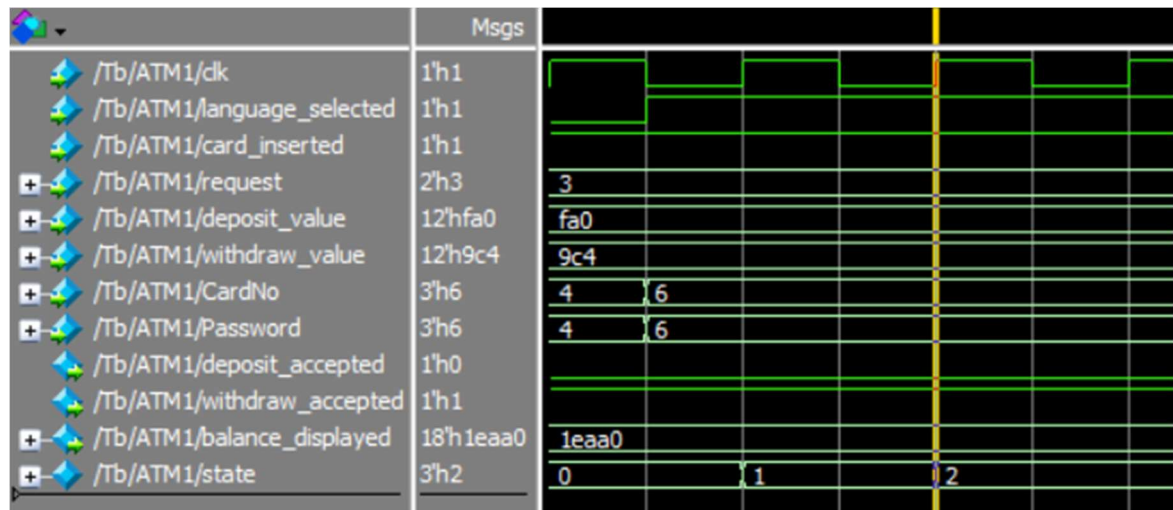 Msgs
/Tb/ATM1/clk 1'h1
/Tb/ATM1/language_selected 1'h1
/Tb/ATM1/card_inserted 1'h1
/Tb/ATM1/request 2'h3 3
/Tb/ATM1/deposit_value 12'hfa0 fa0
/Tb/ATM1/withdraw_value 12'h9c4 9c4
/Tb/ATM1/CardNo 3'h6 4 6
/Tb/ATM1/Password 3'h6 4 6
/Tb/ATM1/deposit_accepted 1'h0
/Tb/ATM1/withdraw_accepted 1'h1
/Tb/ATM1/balance_displayed 18'h1eaa0 1eaa0
/Tb/ATM1/state 3'h2 0 1 2